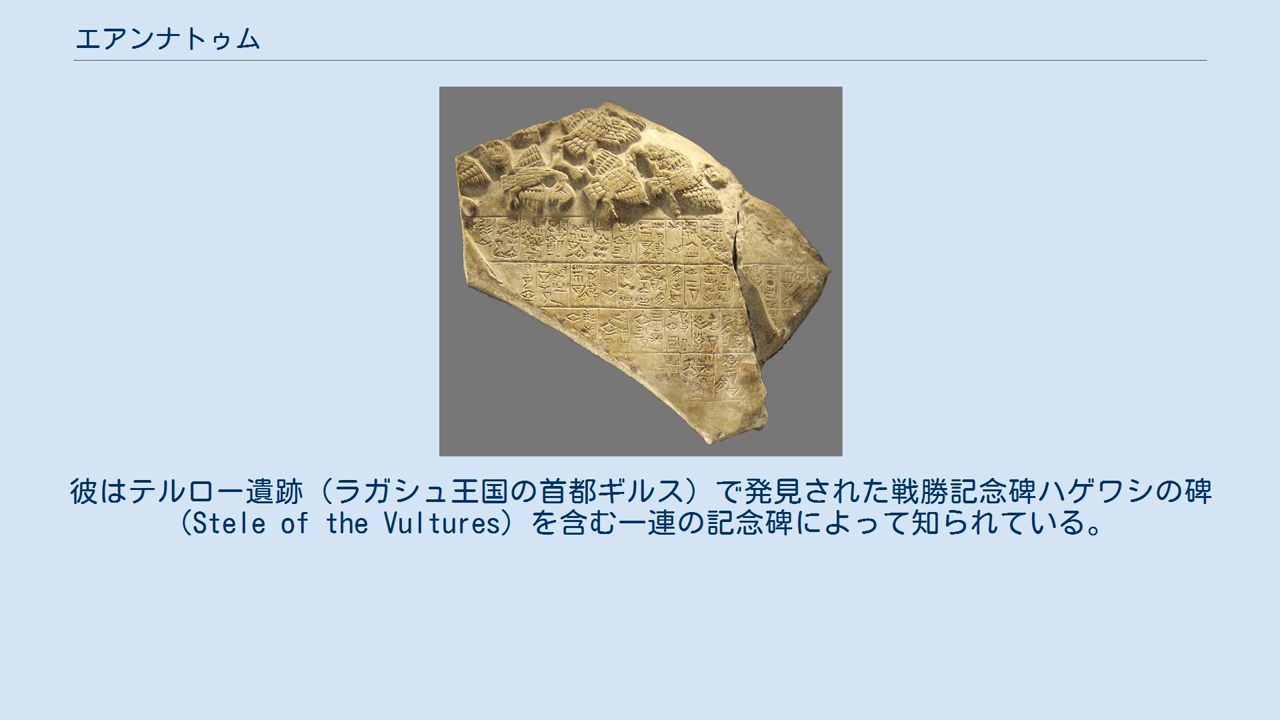 エアンナトゥム
彼はテルロー遺跡（ラガシュ王国の首都ギルス）で発見された戦勝記念碑ハゲワシの碑
（Stele of the Vultures）を含む一連の記念碑によって知られている。